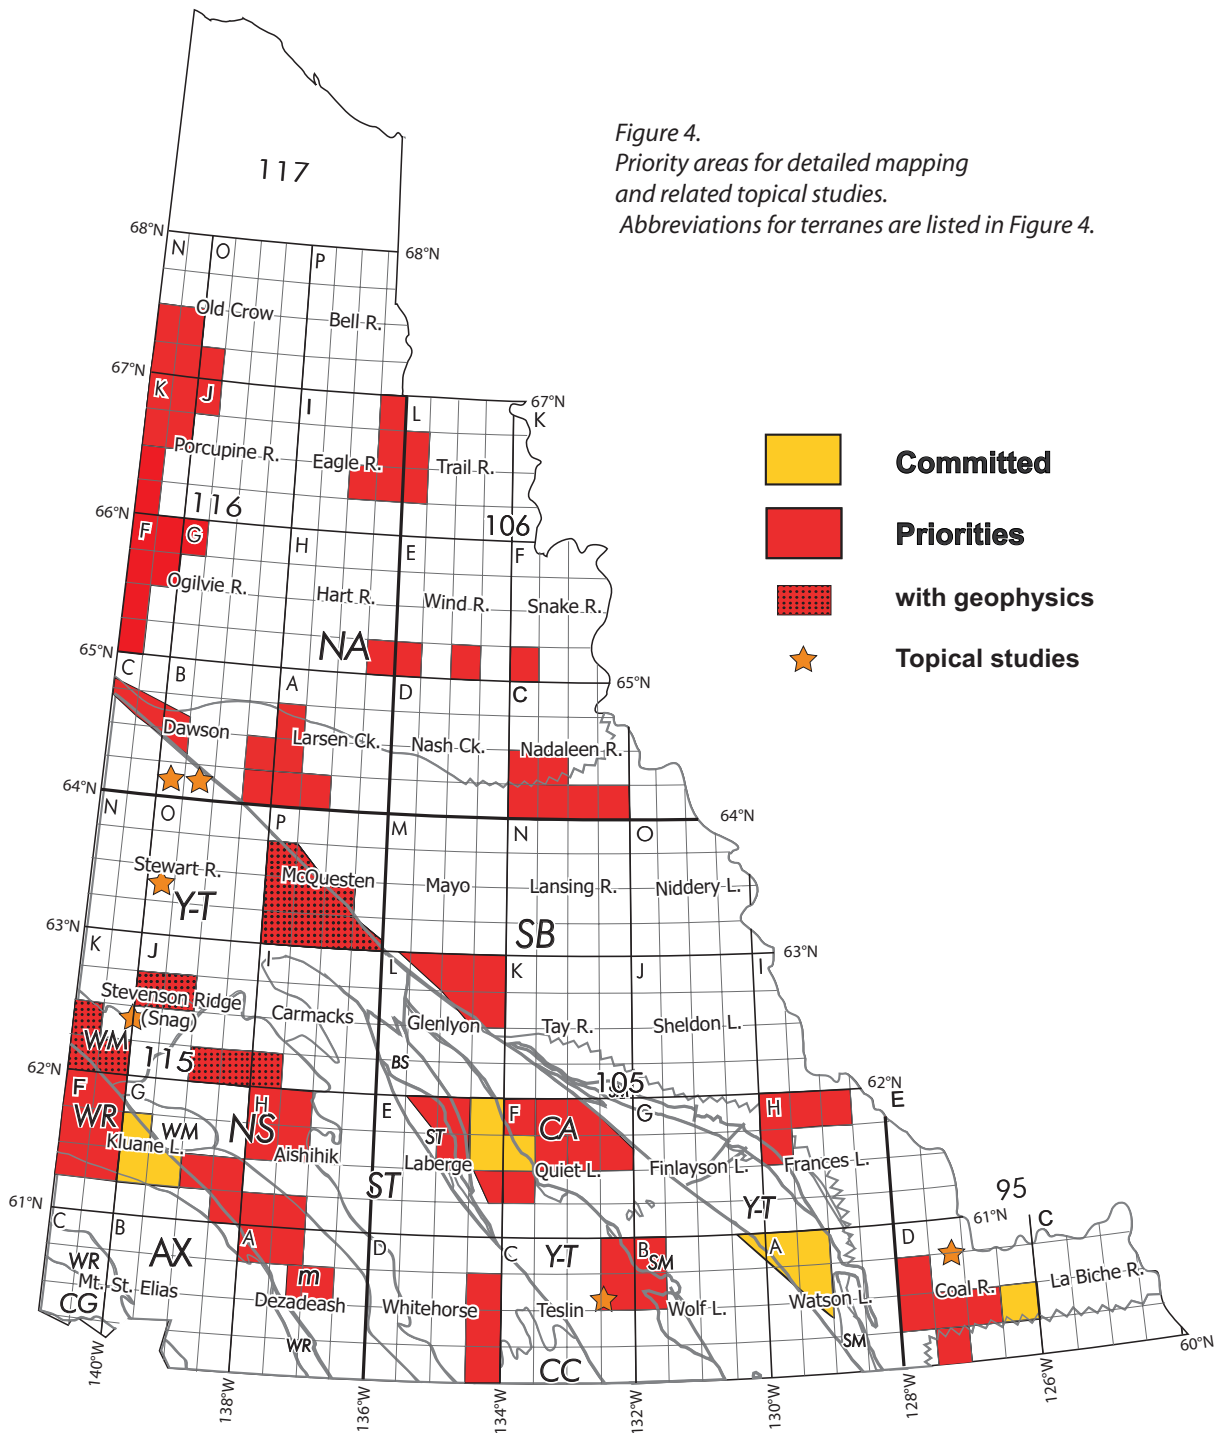 Figure 4.
Priority areas for detailed mapping
and related topical studies.
Abbreviations for terranes are listed in Figure 4.
117
68°N
68°N
N
O
P
Old Crow
Bell R.
67°N
67°N
K
J
I
L
K
Porcupine R.
Eagle R.
Trail R.
Committed
Priorities
with geophysics
Topical studies
66°N
116
106
F
G
H
E
F
Ogilvie R.
Hart R.
Wind R.
Snake R.
NA
65°N
65°N
C
B
A
D
C
Dawson
Larsen Ck.
Nash Ck.
Nadaleen R.
64°N
64°N
N
O
P
M
N
O
Stewart R.
McQuesten
Mayo
Lansing R.
Niddery L.
Y-T
SB
63°N
63°N
K
J
I
L
K
J
I
Stevenson Ridge
(Snag)
Carmacks
Glenlyon
Tay R.
Sheldon L.
WM
115
BS
105
62°N
62°N
F
G
H
E
F
G
H
E
WR
WM
NS
ST
CA
Kluane L.
Aishihik
Laberge
Quiet L.
Finlayson L.
Frances L.
ST
Y-T
95
61°N
61°N
C
B
A
D
C
B
A
D
C
WR
AX
Y-T
SM
Mt. St. Elias
m
Dezadeash
Whitehorse
Teslin
Wolf L.
Watson L.
Coal R.
La Biche R.
CG
WR
CC
SM
60°N
140°W
138°W
136°W
134°W
132°W
130°W
128°W
126°W